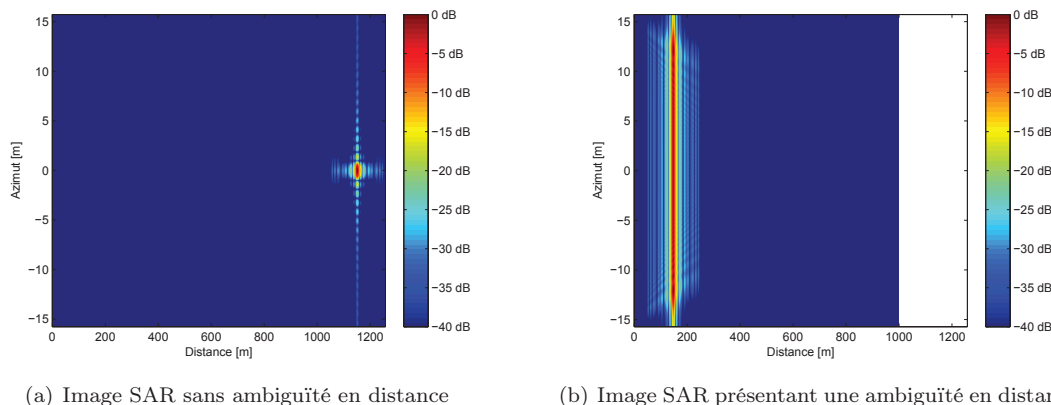 15
10
5
0
−5
−10
−15
Azimut [m]
0 200 400 600 800 1000 1200
Distance [m]
0 dB
−5 dB
−10 dB
−15 dB
−20 dB
−25 dB
−30 dB
−35 dB
−40 dB
15
10
5
0
−5
−10
−15
Azimut [m]
0 200 400 600 800 1000 1200
Distance [m]
0 dB
−5 dB
−10 dB
−15 dB
−20 dB
−25 dB
−30 dB
−35 dB
−40 dB
(a) Image SAR sans ambiguïté en distance
(b) Image SAR présentant une ambiguïté en distan